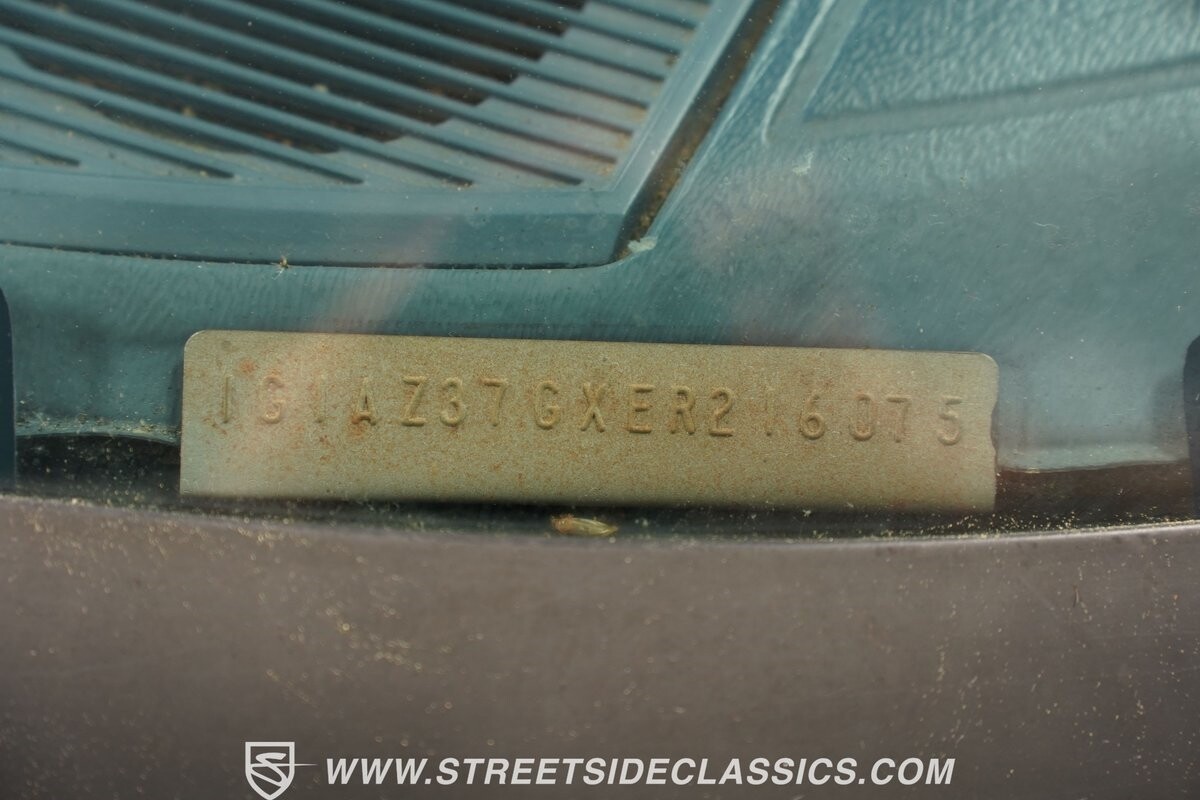 1G1AZ37GXER216075
WWW.STREETSIDECLASSICS.COM